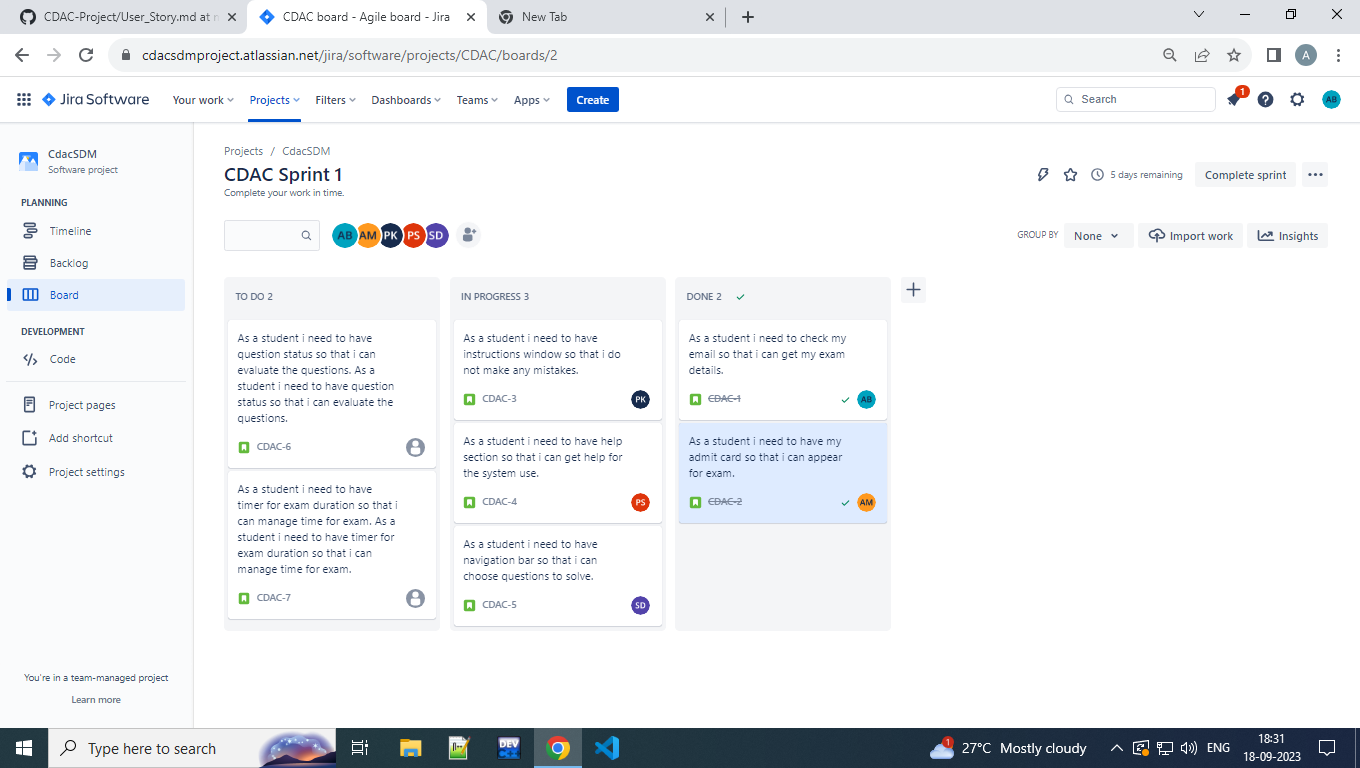 CDAC-Project/User_Story.md at m
CDAC board - Agile board - Jira
New Tab
cdacsdmproject.atlassian.net/jira/software/projects/CDAC/boards/2
A
Jira Software
Your work
Projects
Filters
Dashboards
Teams
Apps
Create
Search
1
AB
CdacSDM
Software project
PLANNING
Timeline
Backlog
Board
DEVELOPMENT
Code
Project pages
Add shortcut
Project settings
You're in a team-managed project
Learn more
Projects / CdacSDM
CDAC Sprint 1
Complete your work in time.
5 days remaining
Complete sprint
AB AM PK PS SD
GROUP BY
None
Import work
Insights
TO DO 2
As a student i need to have
question status so that i can
evaluate the questions. As a
student i need to have question
status so that i can evaluate the
questions.
CDAC-6
As a student i need to have
timer for exam duration so that i
can manage time for exam. As a
student i need to have timer for
exam duration so that i can
manage time for exam.
CDAC-7
IN PROGRESS 3
As a student i need to have
instructions window so that i do
not make any mistakes.
CDAC-3
PK
As a student i need to have help
section so that i can get help for
the system use.
CDAC-4
PS
As a student i need to have
navigation bar so that i can
choose questions to solve.
CDAC-5
SD
DONE 2
As a student i need to check my
email so that i can get my exam
details.
CDAC-1
AB
As a student i need to have my
admit card so that i can appear
for exam.
CDAC-2
AM
Type here to search
DEV
1
27°C Mostly cloudy
ENG
18:31
18-09-2023